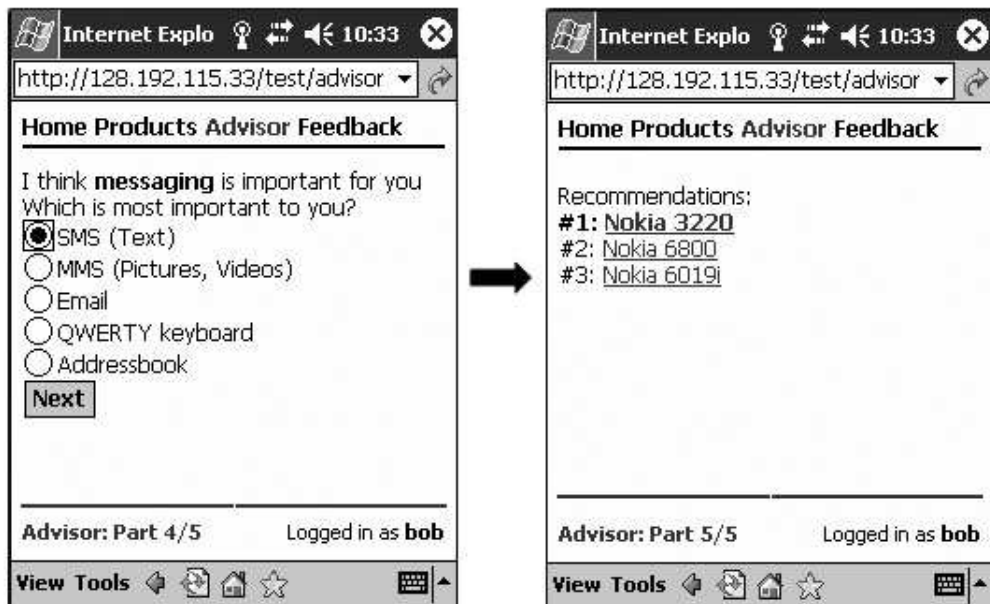 Internet Explo 10:33
http://128.192.115.33/test/advisor
Home Products Advisor Feedback
I think messaging is important for you
Which is most important to you?
SMS (Text)
MMS (Pictures, Videos)
Email
QWERTY keyboard
Addressbook
Next
Advisor: Part 4/5 Logged in as bob
View Tools
Internet Explo 10:33
http://128.192.115.33/test/advisor
Home Products Advisor Feedback
Recommendations:
#1: Nokia 3220
#2: Nokia 6800
#3: Nokia 6019i
Advisor: Part 5/5 Logged in as bob
View Tools